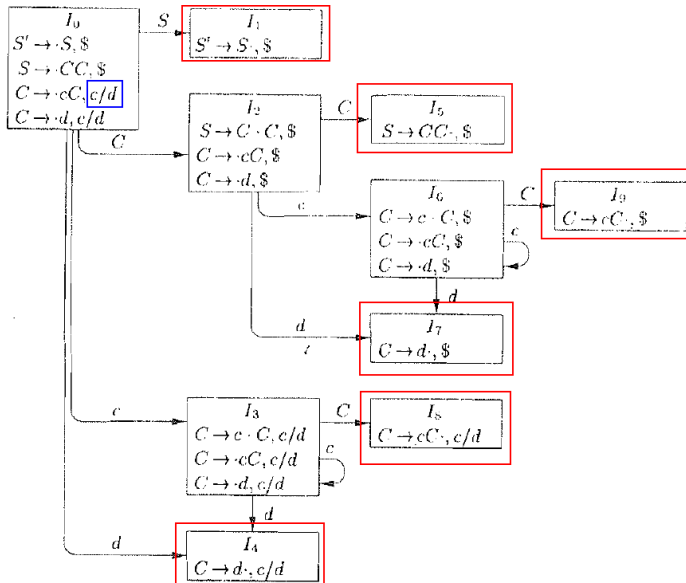 I₀
S' → ·S, $
S → ·CC, $
C → ·cC, c/d
C → ·d, c/d
S
I₁
S' → S·, $
C
I₂
S → C · C, $
C → ·cC, $
C → ·d, $
C
I₅
S → CC·, $
c
I₆
C → c · C, $
C → ·cC, $
C → ·d, $
C
I₉
C → cC·, $
c
d
d
I₇
C → d·, $
c
I₃
C → c · C, c/d
C → ·cC, c/d
C → ·d, c/d
C
I₈
C → cC·, c/d
c
d
d
I₄
C → d·, c/d